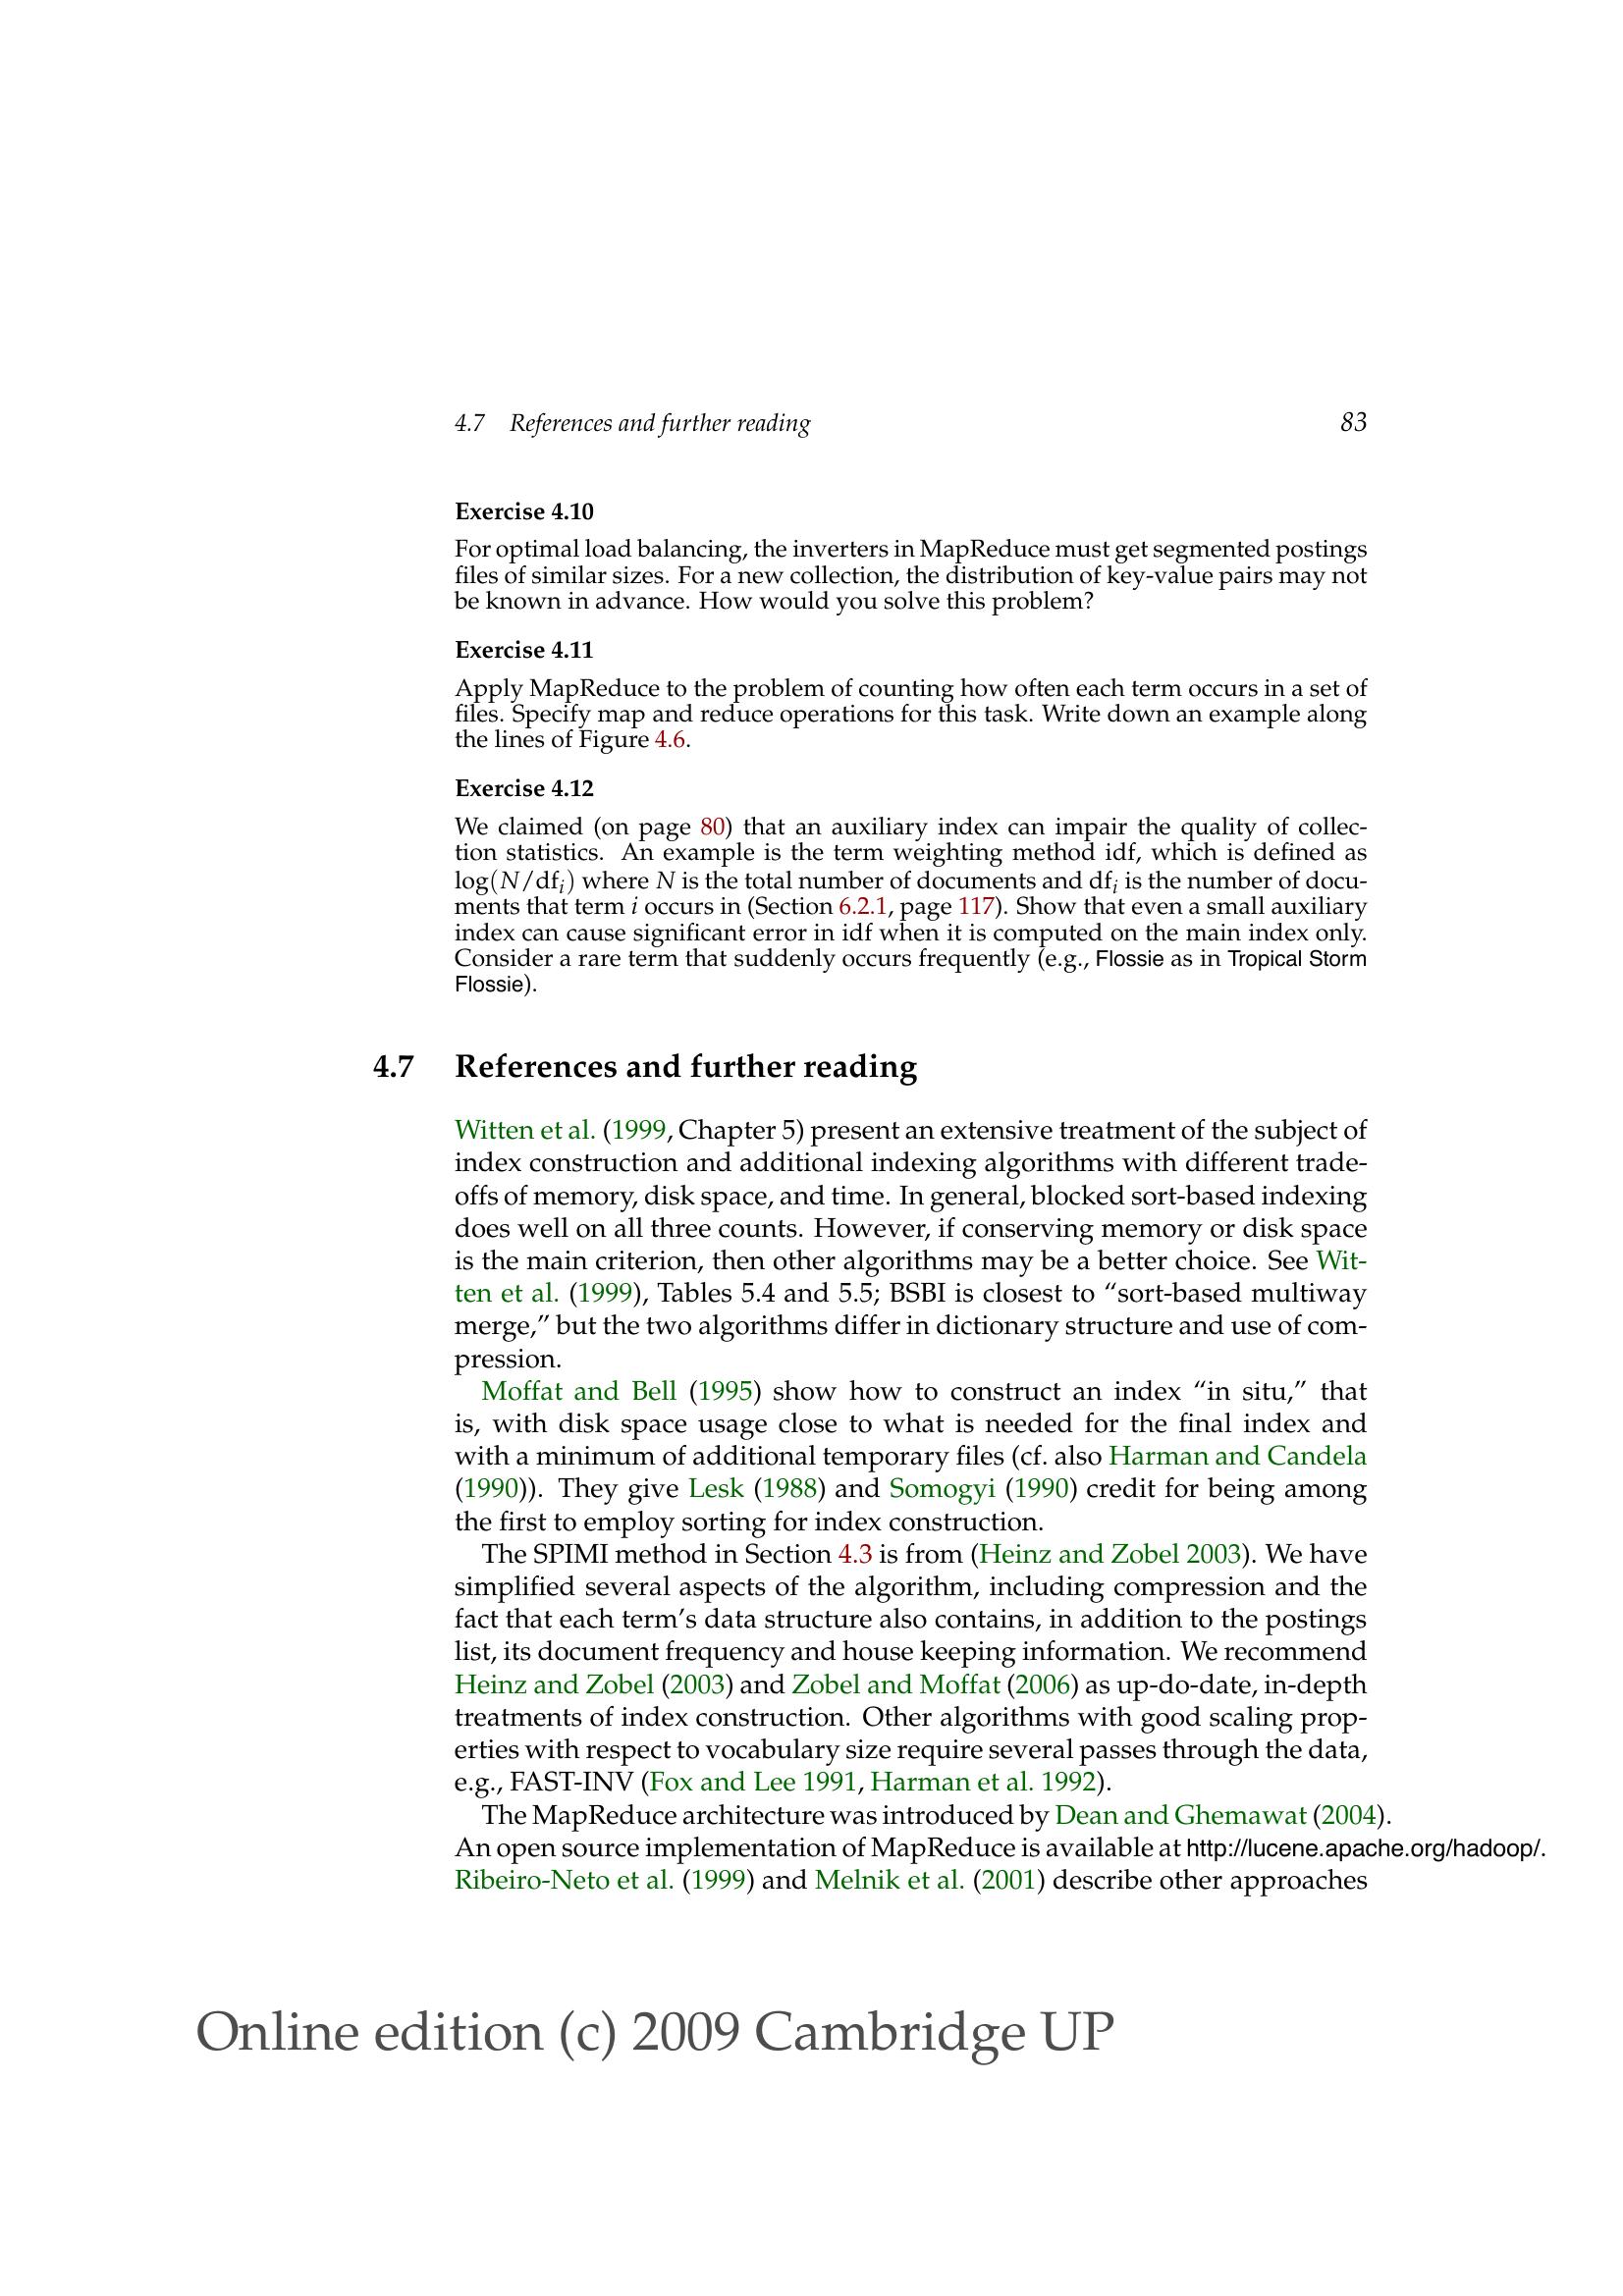 4.7 References and further reading 83
Exercise 4.10
For optimal load balancing, the inverters in MapReduce must get segmented postings
files of similar sizes. For a new collection, the distribution of key-value pairs may not
be known in advance. How would you solve this problem?
Exercise 4.11
Apply MapReduce to the problem of counting how often each term occurs in a set of
files. Specify map and reduce operations for this task. Write down an example along
the lines of Figure 4.6.
Exercise 4.12
We claimed (on page 80) that an auxiliary index can impair the quality of collec-
tion statistics. An example is the term weighting method idf, which is defined as
log(N/dfᵢ) where N is the total number of documents and dfᵢ is the number of docu-
ments that term i occurs in (Section 6.2.1, page 117). Show that even a small auxiliary
index can cause significant error in idf when it is computed on the main index only.
Consider a rare term that suddenly occurs frequently (e.g., Flossie as in Tropical Storm
Flossie).
4.7 References and further reading
Witten et al. (1999, Chapter 5) present an extensive treatment of the subject of
index construction and additional indexing algorithms with different trade-
offs of memory, disk space, and time. In general, blocked sort-based indexing
does well on all three counts. However, if conserving memory or disk space
is the main criterion, then other algorithms may be a better choice. See Wit-
ten et al. (1999), Tables 5.4 and 5.5; BSBI is closest to “sort-based multiway
merge,” but the two algorithms differ in dictionary structure and use of com-
pression.
Moffat and Bell (1995) show how to construct an index “in situ,” that
is, with disk space usage close to what is needed for the final index and
with a minimum of additional temporary files (cf. also Harman and Candela
(1990)). They give Lesk (1988) and Somogyi (1990) credit for being among
the first to employ sorting for index construction.
The SPIMI method in Section 4.3 is from (Heinz and Zobel 2003). We have
simplified several aspects of the algorithm, including compression and the
fact that each term’s data structure also contains, in addition to the postings
list, its document frequency and house keeping information. We recommend
Heinz and Zobel (2003) and Zobel and Moffat (2006) as up-do-date, in-depth
treatments of index construction. Other algorithms with good scaling prop-
erties with respect to vocabulary size require several passes through the data,
e.g., FAST-INV (Fox and Lee 1991, Harman et al. 1992).
The MapReduce architecture was introduced by Dean and Ghemawat (2004).
An open source implementation of MapReduce is available at http://lucene.apache.org/hadoop/.
Ribeiro-Neto et al. (1999) and Melnik et al. (2001) describe other approaches
Online edition (c) 2009 Cambridge UP